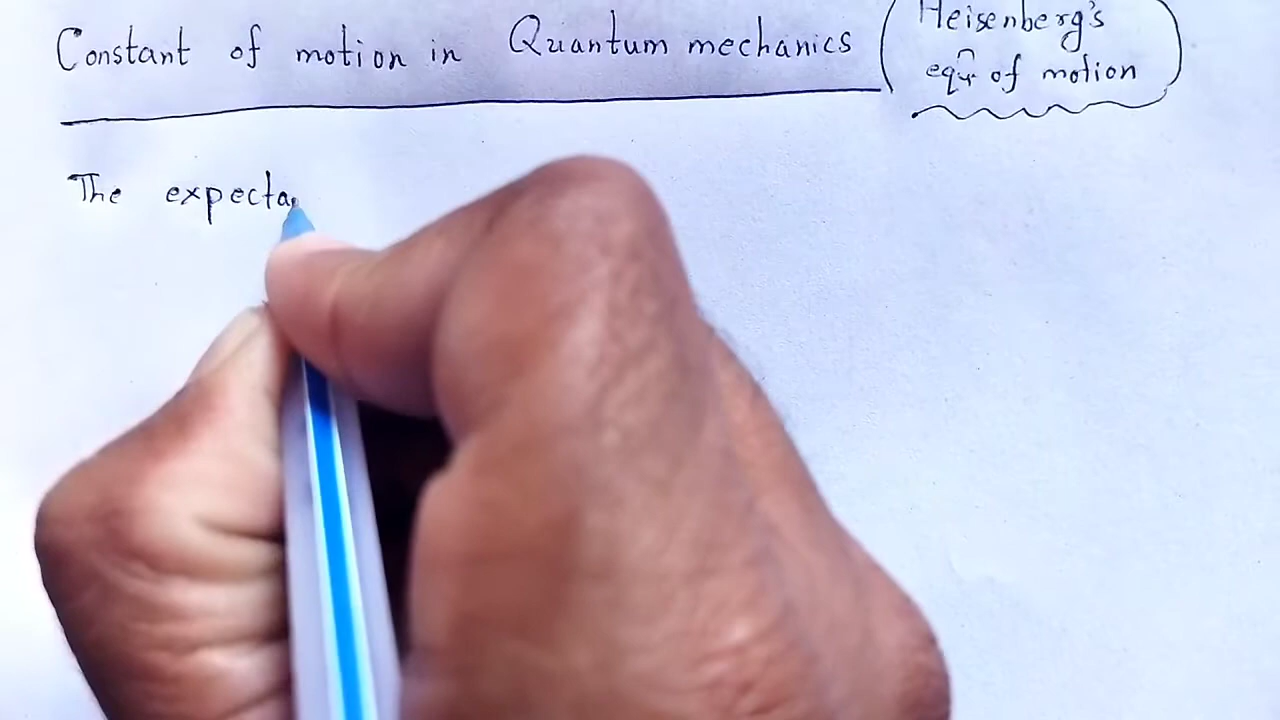 Constant of motion in Quantum mechanics
(Heisenberg's
eqn of motion)
The expecta